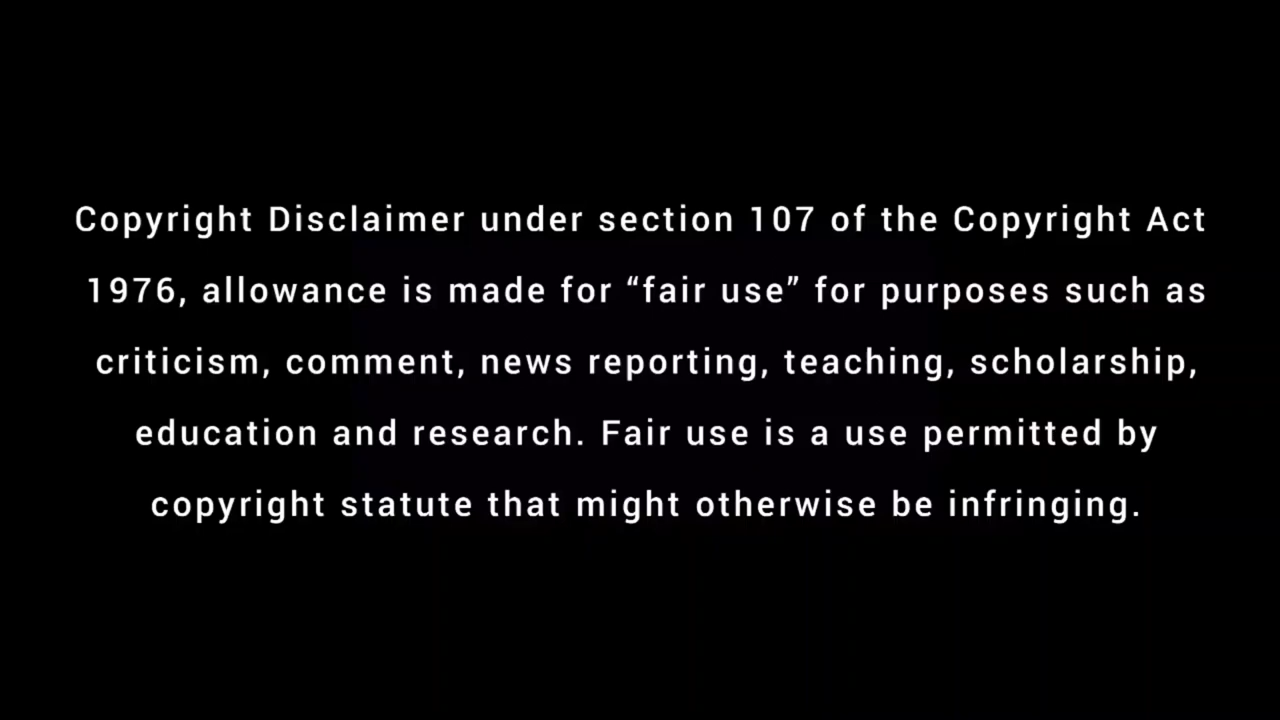 Copyright Disclaimer under section 107 of the Copyright Act
1976, allowance is made for “fair use” for purposes such as
criticism, comment, news reporting, teaching, scholarship,
education and research. Fair use is a use permitted by
copyright statute that might otherwise be infringing.